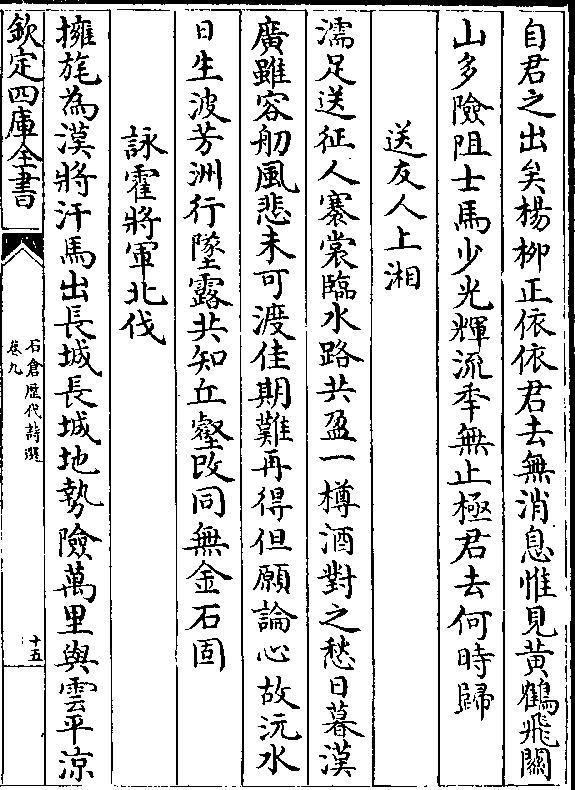 自君之出矣楊柳正依依君去無消息惟見黄鶴飛關
山多險阻士馬少光輝流年無止極君去何時歸
送友人上湘
濡足送征人褰裳臨水路共盈一樽酒對之愁日暮漢
廣雖容舠風悲未可渡佳期難再得但願論心故沅水
日生波芳洲行墜露共知丘壑改同無金石固
詠霍將軍北伐
擁旄為漢將汗馬出長城長城地勢險萬里與雲平涼
欽定四庫全書
石倉歴代詩選
卷九
十五